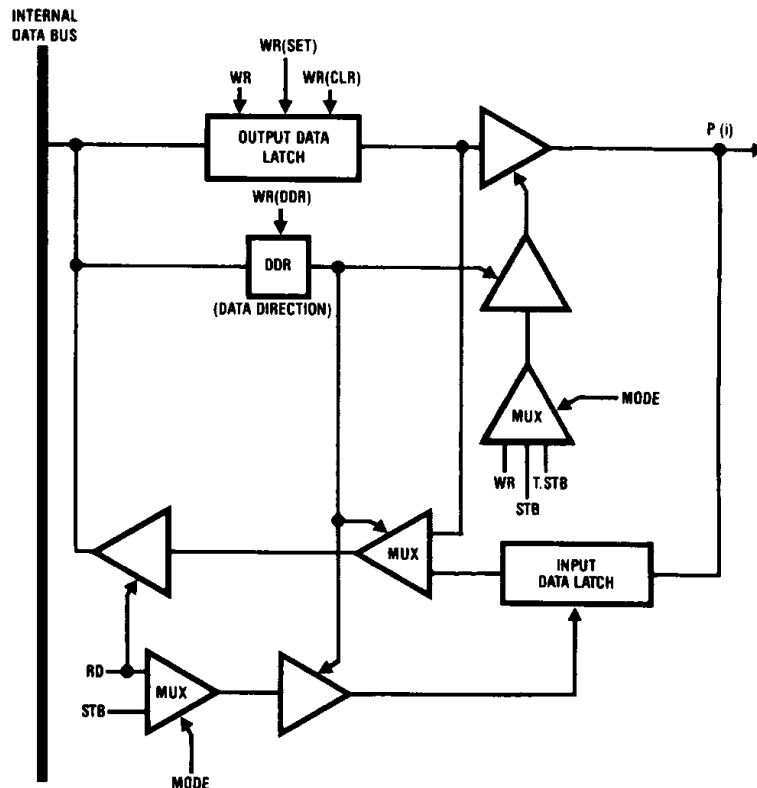 INTERNAL
DATA BUS
WR(SET)
WR
WR(CLR)
OUTPUT DATA
LATCH
P (i)
WR(DDR)
DDR
(DATA DIRECTION)
MUX
MODE
WR
T.STB
STB
MUX
INPUT
DATA LATCH
RD
MUX
STB
MODE